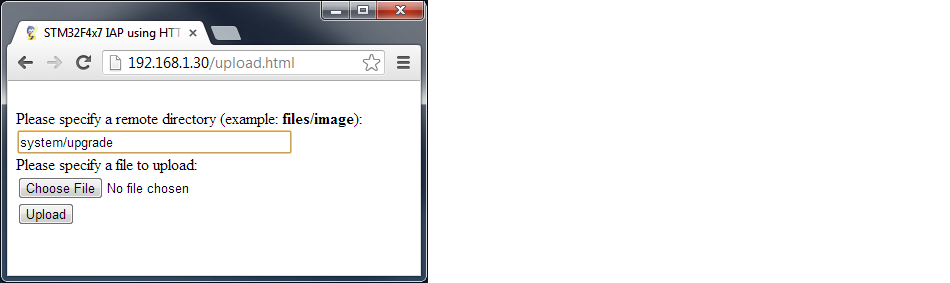 STM32F4x7 IAP using HTT
192.168.1.30/upload.html
Please specify a remote directory (example: files/image):
system/upgrade
Please specify a file to upload:
Choose File No file chosen
Upload